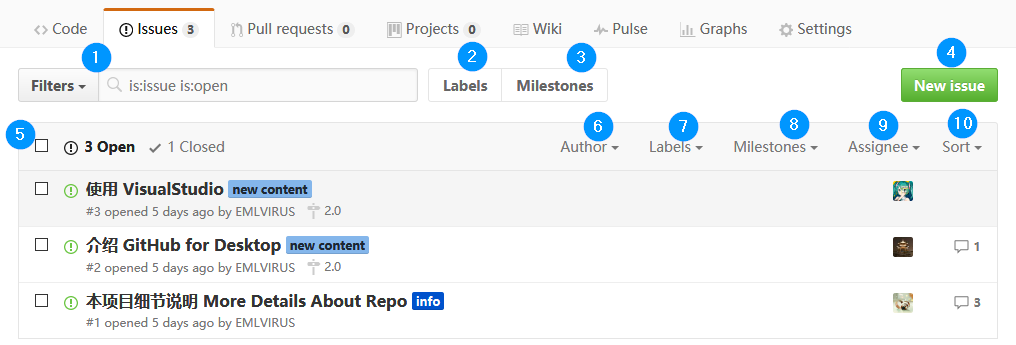 Code Issues 3 Pull requests 0 Projects 0 Wiki Pulse Graphs Settings
1 2 3 4
Filters is:issue is:open Labels Milestones New issue
5 6 7 8 9 10
3 Open 1 Closed Author Labels Milestones Assignee Sort
使用 VisualStudio new content
#3 opened 5 days ago by EMLVIRUS 2.0
介绍 GitHub for Desktop new content 1
#2 opened 5 days ago by EMLVIRUS 2.0
本项目细节说明 More Details About Repo info 3
#1 opened 5 days ago by EMLVIRUS